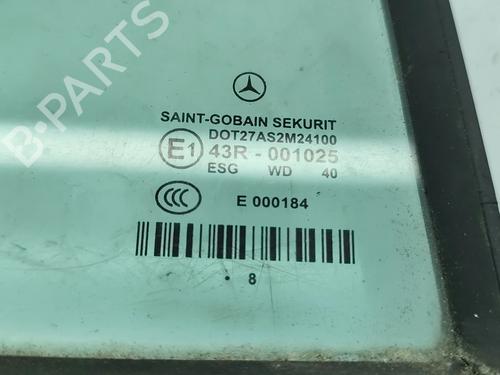 SAINT-GOBAIN SEKURIT
DOT27AS2M24100
E1 43R - 001025
ESG WD 40
CCC E 000184
. 8
B-PARTS